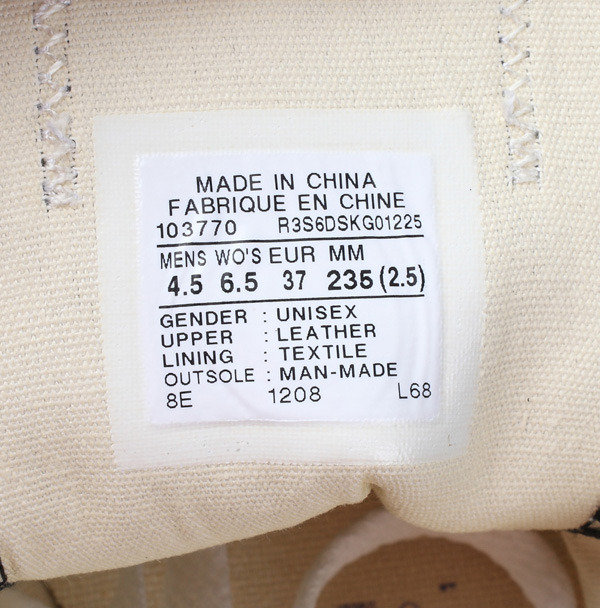 MADE IN CHINA
FABRIQUE EN CHINE
103770 R3S6DSKG01225
MENS WO'S EUR MM
4.5 6.5 37 235 (2.5)
GENDER : UNISEX
UPPER : LEATHER
LINING : TEXTILE
OUTSOLE : MAN-MADE
8E 1208 L68